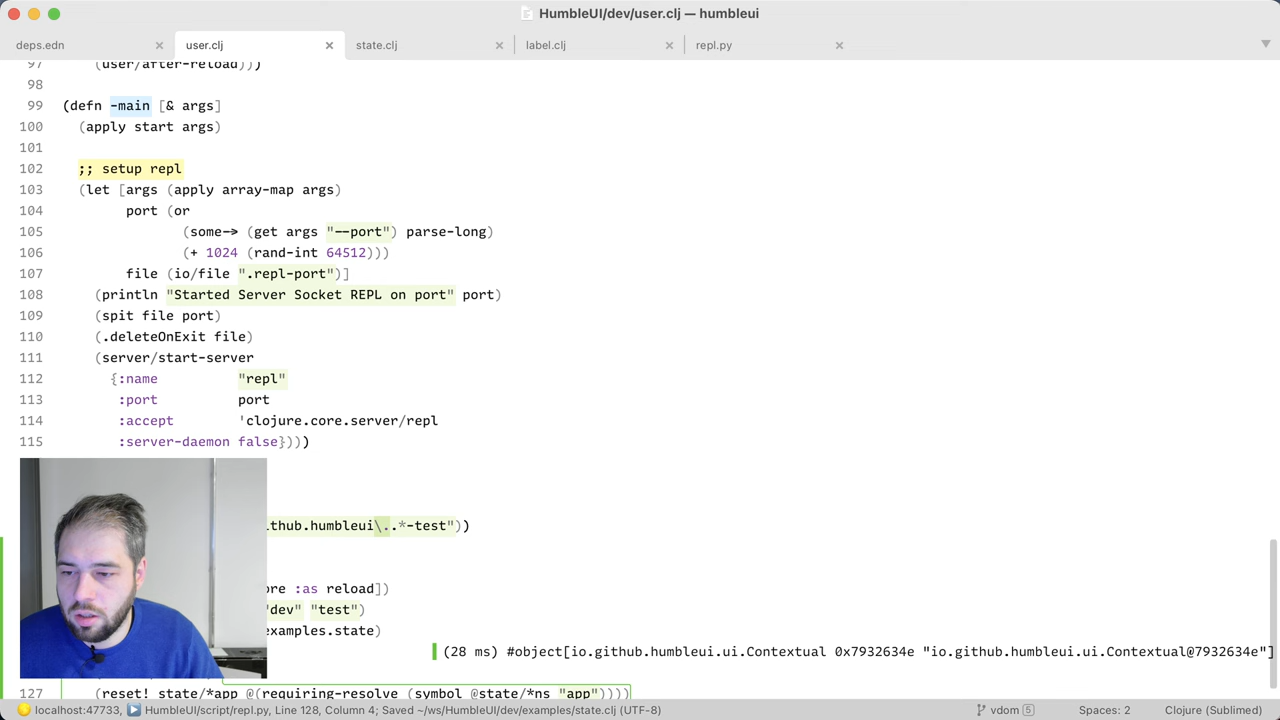 HumbleUI/dev/user.clj — humbleui
deps.edn
user.clj
state.clj
label.clj
repl.py
97 (user/after-reload)))
98
99 (defn -main [& args]
100 (apply start args)
101
102 ;; setup repl
103 (let [args (apply array-map args)
104 port (or
105 (some-> (get args "--port") parse-long)
106 (+ 1024 (rand-int 64512)))
107 file (io/file ".repl-port")]
108 (println "Started Server Socket REPL on port" port)
109 (spit file port)
110 (.deleteOnExit file)
111 (server/start-server
112 {:name "repl"
113 :port port
114 :accept 'clojure.core.server/repl
115 :server-daemon false})))
.*-test"))
:as reload])
"dev" "test")
examples.state)
(28 ms) #object[io.github.humbleui.ui.Contextual 0x7932634e "io.github.humbleui.ui.Contextual@7932634e"]
127 (reset! state/*app @(requiring-resolve (symbol @state/*ns "app"))))
localhost:47733, HumbleUI/script/repl.py, Line 128, Column 4; Saved ~/ws/HumbleUI/dev/examples/state.clj (UTF-8)
vdom 5
Spaces: 2
Clojure (Sublimed)